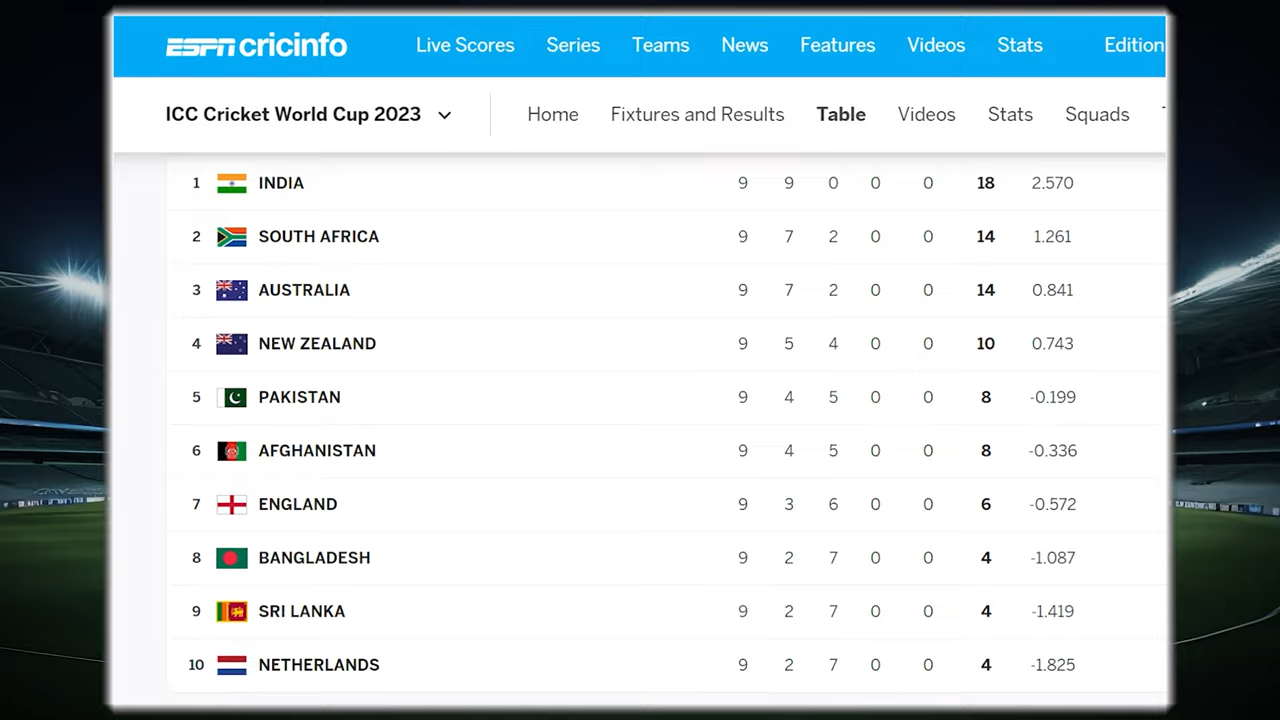 ESPN cricinfo Live Scores Series Teams News Features Videos Stats Edition
ICC Cricket World Cup 2023 Home Fixtures and Results Table Videos Stats Squads
1 INDIA 9 9 0 0 0 18 2.570
2 SOUTH AFRICA 9 7 2 0 0 14 1.261
3 AUSTRALIA 9 7 2 0 0 14 0.841
4 NEW ZEALAND 9 5 4 0 0 10 0.743
5 PAKISTAN 9 4 5 0 0 8 -0.199
6 AFGHANISTAN 9 4 5 0 0 8 -0.336
7 ENGLAND 9 3 6 0 0 6 -0.572
8 BANGLADESH 9 2 7 0 0 4 -1.087
9 SRI LANKA 9 2 7 0 0 4 -1.419
10 NETHERLANDS 9 2 7 0 0 4 -1.825